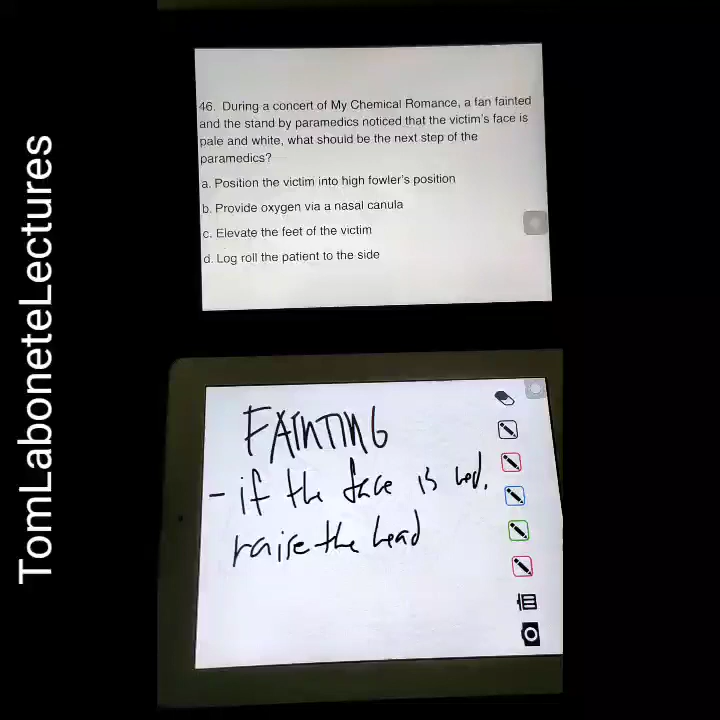 TomLaboneteLectures
46. During a concert of My Chemical Romance, a fan fainted
and the stand by paramedics noticed that the victim's face is
pale and white, what should be the next step of the
paramedics?
a. Position the victim into high fowler's position
b. Provide oxygen via a nasal canula
c. Elevate the feet of the victim
d. Log roll the patient to the side
FAINTING
- if the face is red,
raise the head